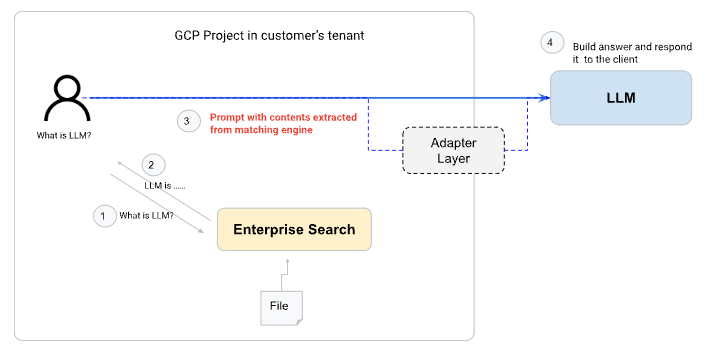 GCP Project in customer's tenant
4
Build answer and respond
it to the client
LLM
What is LLM?
3
Prompt with contents extracted
from matching engine
Adapter
Layer
2
LLM is ......
1
What is LLM?
Enterprise Search
File